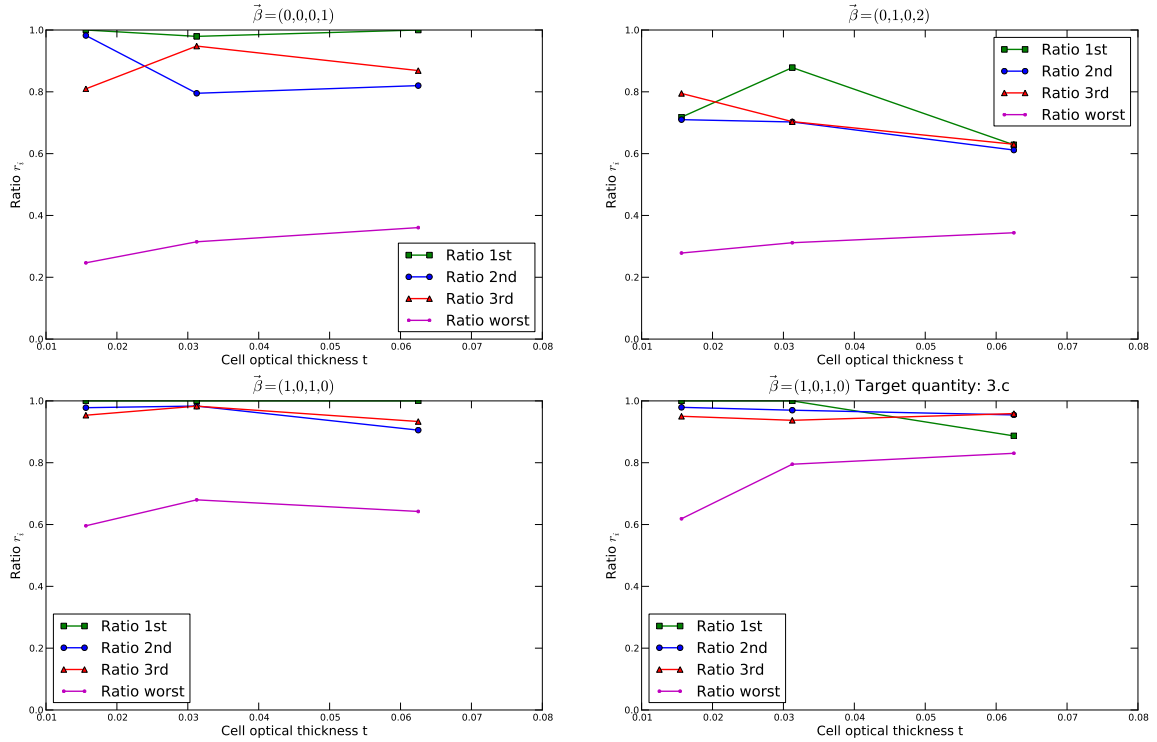 β⃗=(0,0,0,1)
1.0
0.8
0.6
0.4
0.2
0.0
Ratio r_i
0.01 0.02 0.03 0.04 0.05 0.06 0.07 0.08
Cell optical thickness t
Ratio 1st
Ratio 2nd
Ratio 3rd
Ratio worst
β⃗=(0,1,0,2)
1.0
0.8
0.6
0.4
0.2
0.0
Ratio r_i
0.01 0.02 0.03 0.04 0.05 0.06 0.07 0.08
Cell optical thickness t
Ratio 1st
Ratio 2nd
Ratio 3rd
Ratio worst
β⃗=(1,0,1,0)
1.0
0.8
0.6
0.4
0.2
0.0
Ratio r_i
0.01 0.02 0.03 0.04 0.05 0.06 0.07 0.08
Cell optical thickness t
Ratio 1st
Ratio 2nd
Ratio 3rd
Ratio worst
β⃗=(1,0,1,0) Target quantity: 3.c
1.0
0.8
0.6
0.4
0.2
0.0
Ratio r_i
0.01 0.02 0.03 0.04 0.05 0.06 0.07 0.08
Cell optical thickness t
Ratio 1st
Ratio 2nd
Ratio 3rd
Ratio worst